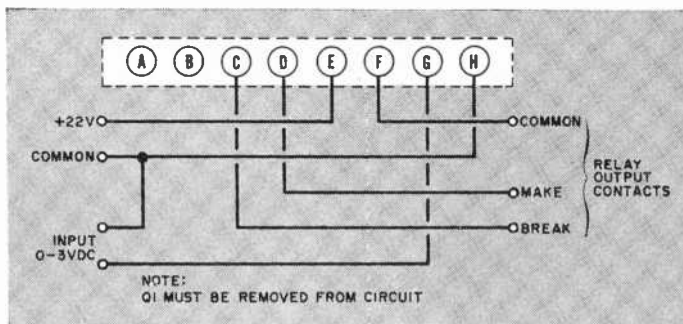 A B C D E F G H
+22V
COMMON
COMMON
RELAY
OUTPUT
CONTACTS
MAKE
BREAK
INPUT
0-3VDC
NOTE:
Q1 MUST BE REMOVED FROM CIRCUIT